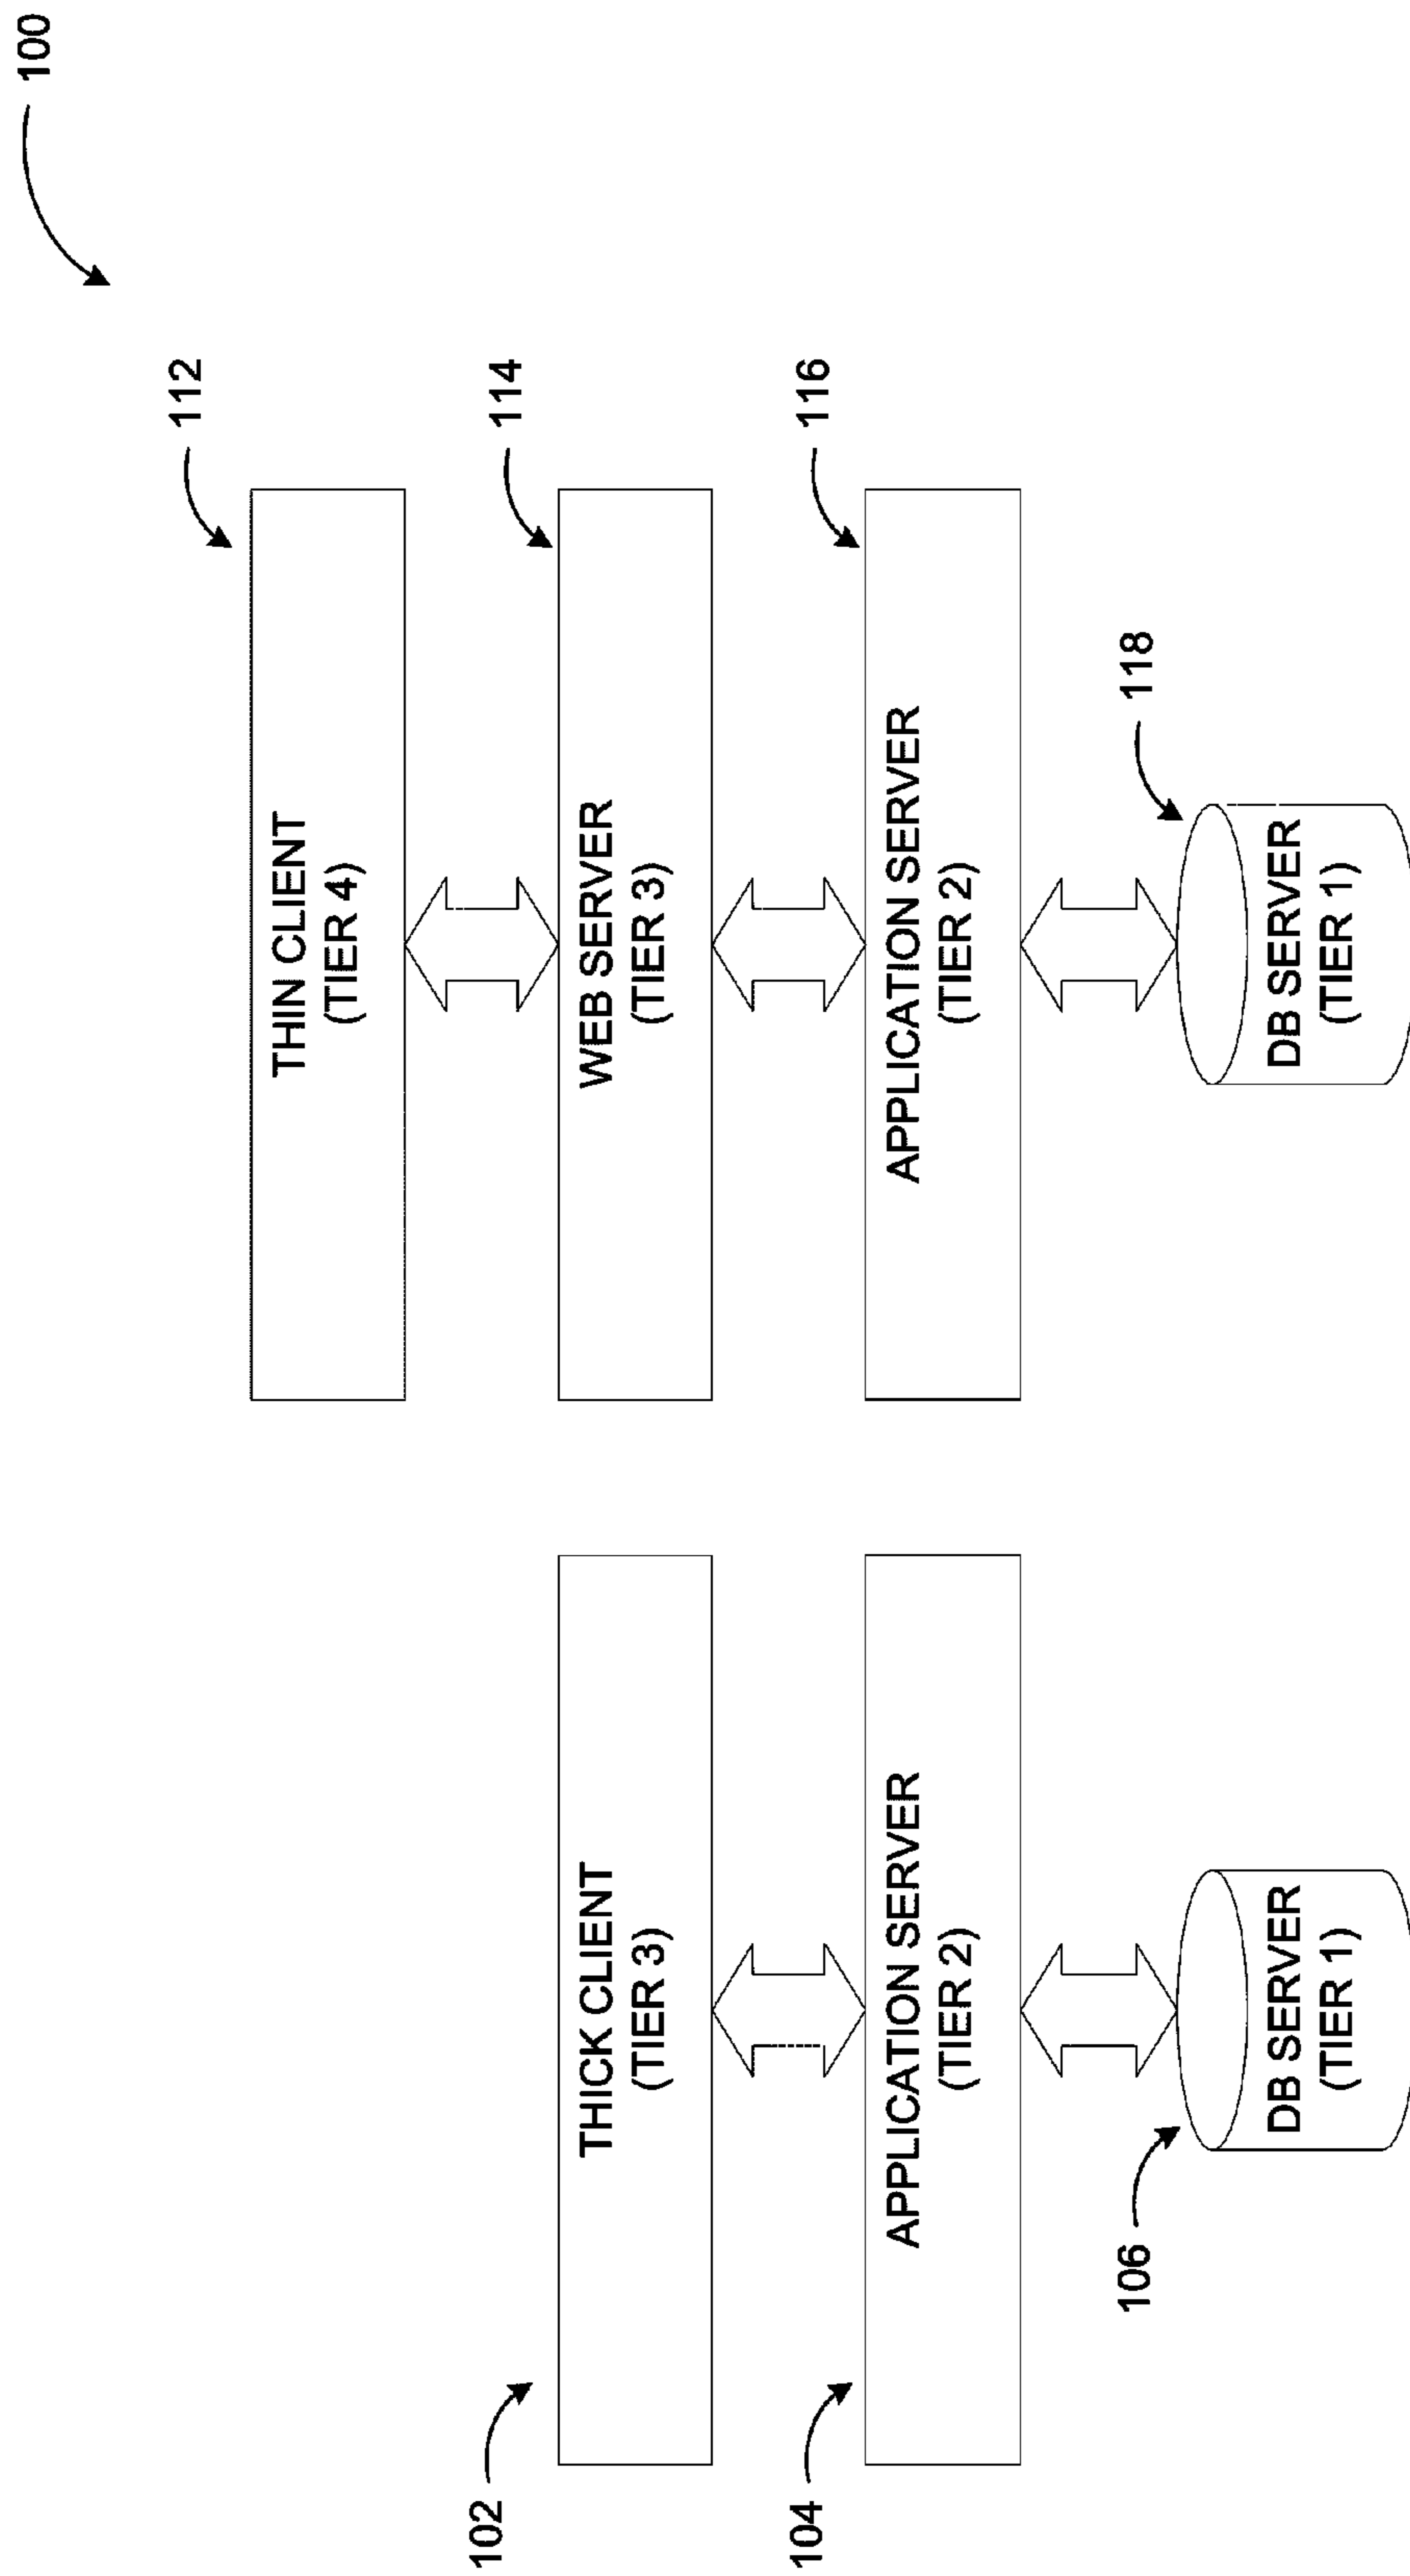 100
112
THIN CLIENT
(TIER 4)
102
THICK CLIENT
(TIER 3)
114
WEB SERVER
(TIER 3)
104
APPLICATION SERVER
(TIER 2)
116
APPLICATION SERVER
(TIER 2)
106
DB SERVER
(TIER 1)
118
DB SERVER
(TIER 1)